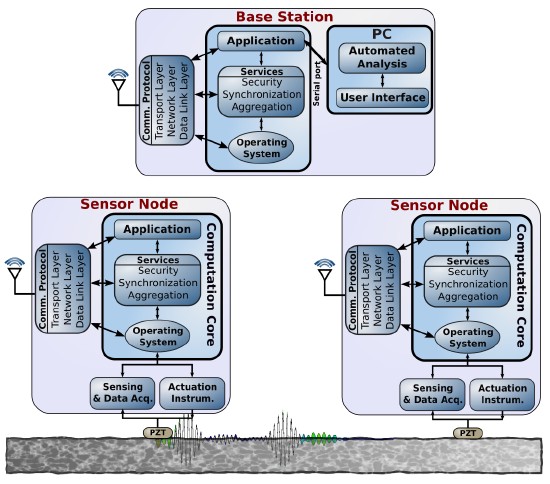 Base Station
Comm. Protocol
Transport Layer
Network Layer
Data Link Layer
Application
Services
Security
Synchronization
Aggregation
Operating
System
Serial port
PC
Automated
Analysis
User Interface
Sensor Node
Comm. Protocol
Transport Layer
Network Layer
Data Link Layer
Application
Services
Security
Synchronization
Aggregation
Operating
System
Computation Core
Sensing
& Data Acq.
Actuation
Instrum.
PZT
Sensor Node
Comm. Protocol
Transport Layer
Network Layer
Data Link Layer
Application
Services
Security
Synchronization
Aggregation
Operating
System
Computation Core
Sensing
& Data Acq.
Actuation
Instrum.
PZT